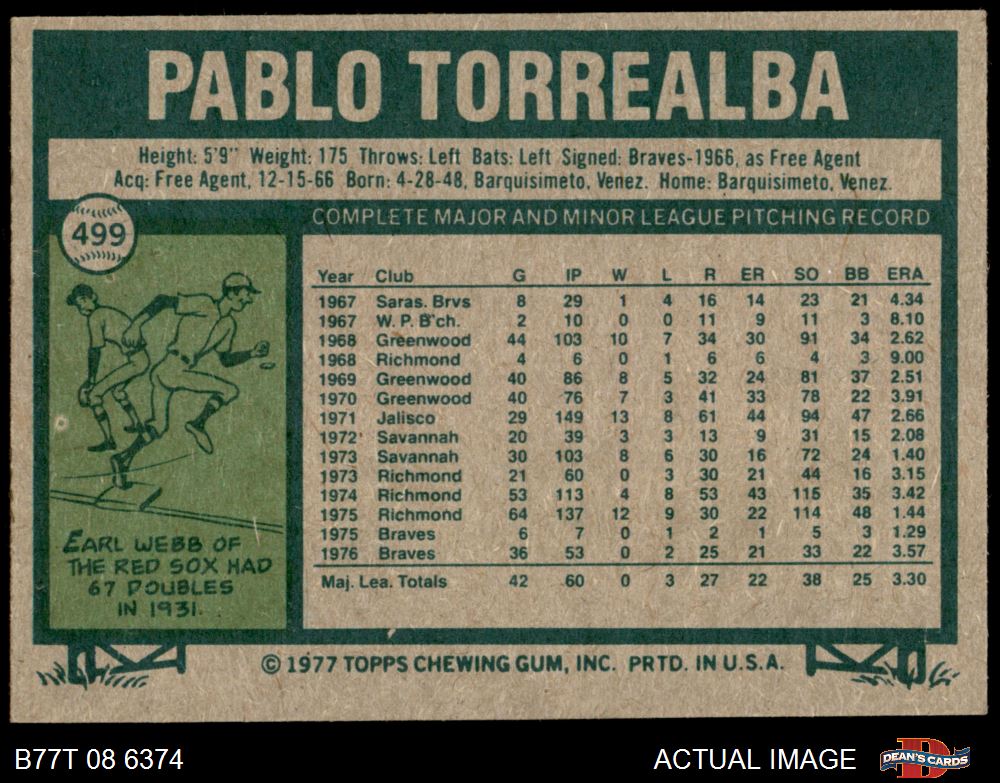 PABLO TORREALBA
Height: 5'9" Weight: 175 Throws: Left Bats: Left Signed: Braves-1966, as Free Agent
Acq: Free Agent, 12-15-66 Born: 4-28-48, Barquisimeto, Venez. Home: Barquisimeto, Venez.
499
COMPLETE MAJOR AND MINOR LEAGUE PITCHING RECORD
Year Club G IP W L R ER SO BB ERA
1967 Saras. Brvs 8 29 1 4 16 14 23 21 4.34
1967 W. P. B'ch. 2 10 0 0 11 9 11 3 8.10
1968 Greenwood 44 103 10 7 34 30 91 34 2.62
1968 Richmond 4 6 0 1 6 6 4 3 9.00
1969 Greenwood 40 86 8 5 32 24 81 37 2.51
1970 Greenwood 40 76 7 3 41 33 78 22 3.91
1971 Jalisco 29 149 13 8 61 44 94 47 2.66
1972 Savannah 20 39 3 3 13 9 31 15 2.08
1973 Savannah 30 103 8 6 30 16 72 24 1.40
1973 Richmond 21 60 0 3 30 21 44 16 3.15
1974 Richmond 53 113 4 8 53 43 115 35 3.42
1975 Richmond 64 137 12 9 30 22 114 48 1.44
1975 Braves 6 7 0 1 2 1 5 3 1.29
1976 Braves 36 53 0 2 25 21 33 22 3.57
Maj. Lea. Totals 42 60 0 3 27 22 38 25 3.30
EARL WEBB OF
THE RED SOX HAD
67 DOUBLES
IN 1931.
© 1977 TOPPS CHEWING GUM, INC. PRTD. IN U.S.A.
B77T 08 6374
ACTUAL IMAGE
DEAN'S CARDS